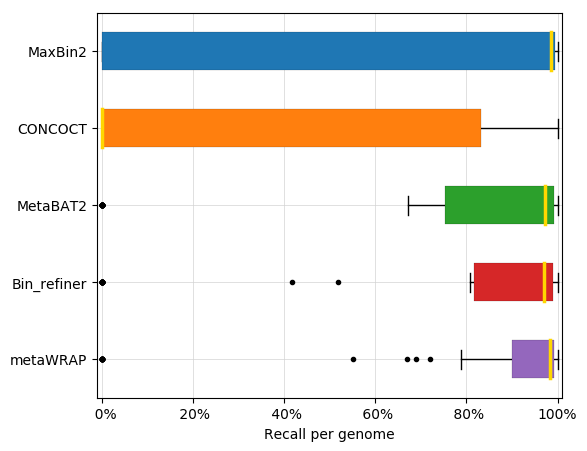 MaxBin2
CONCOCT
MetaBAT2
Bin_refiner
metaWRAP
0% 20% 40% 60% 80% 100%
Recall per genome